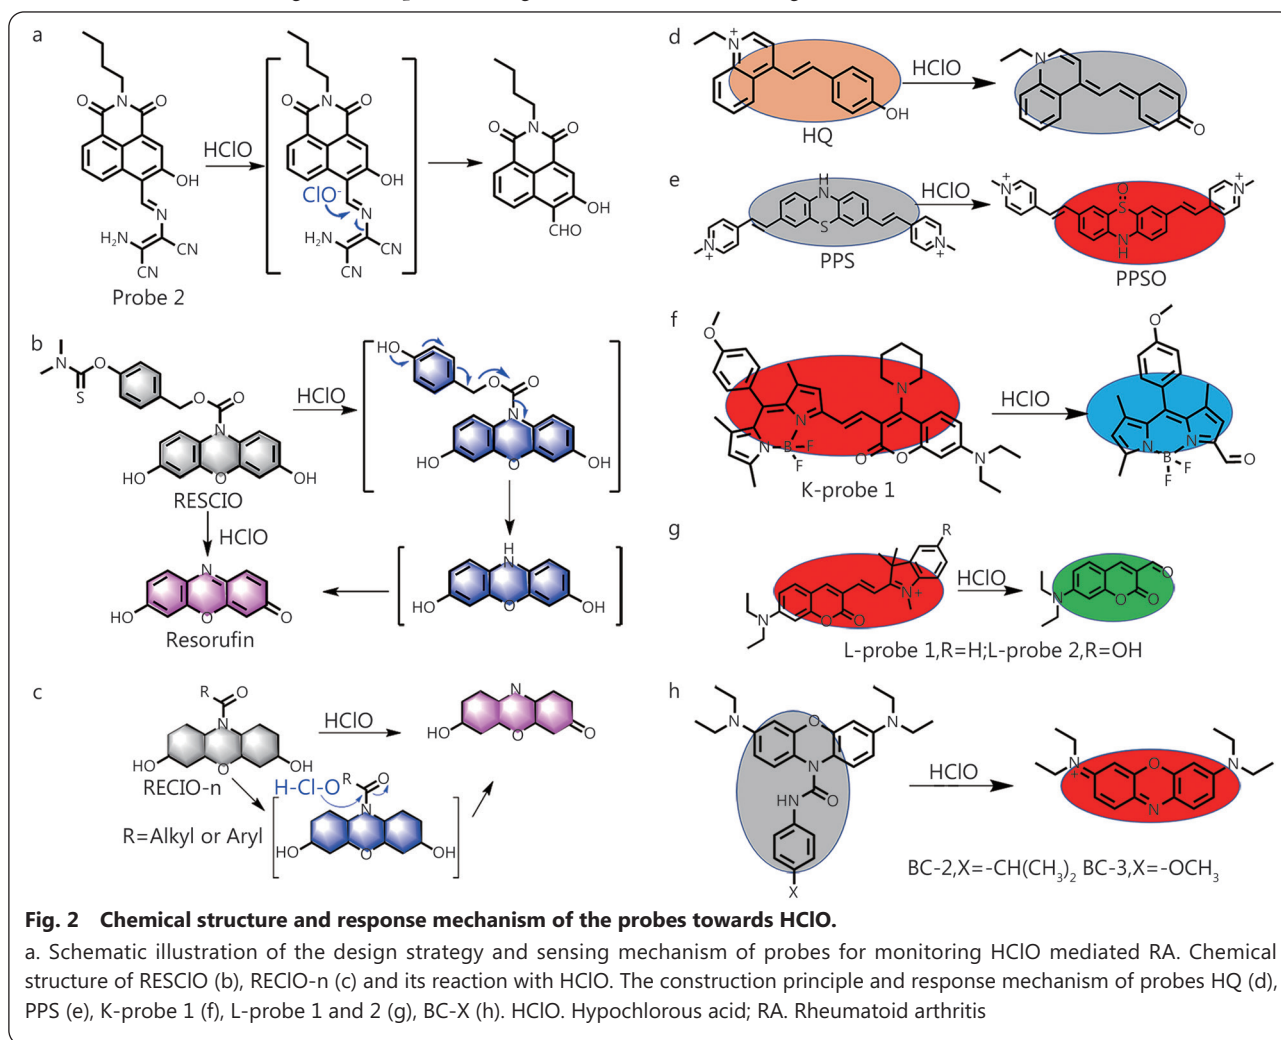 a
N
O
O
OH
N
H₂N
CN
CN
Probe 2
HClO
N
O
O
OH
ClO⁻
N
H₂N
CN
CN
N
O
O
OH
CHO
b
N
O
S
O
O
N
HO
O
OH
RESCIO
HClO
HO
O
O
N
HO
O
OH
HClO
N
HO
O
O
Resorufin
H
N
HO
O
OH
c
R
O
N
HO
O
OH
RECIO-n
R=Alkyl or Aryl
HClO
H-Cl-O
R
O
N
HO
O
OH
N
HO
O
O
d
N
+
OH
HQ
HClO
N
O
e
H
N
S
N
+
N
+
PPS
HClO
O
S
N
H
N
+
N
+
PPSO
f
O
N
N
N
B
F
F
O
O
N
K-probe 1
HClO
O
N
N
B
F
F
O
g
R
N
+
N
O
O
HClO
N
O
O
O
L-probe 1,R=H;L-probe 2,R=OH
h
N
O
N
N
O
HN
X
HClO
N
+
O
N
N
BC-2,X=-CH(CH₃)₂ BC-3,X=-OCH₃
Fig. 2 Chemical structure and response mechanism of the probes towards HClO.
a. Schematic illustration of the design strategy and sensing mechanism of probes for monitoring HClO mediated RA. Chemical
structure of RESClO (b), REClO-n (c) and its reaction with HClO. The construction principle and response mechanism of probes HQ (d),
PPS (e), K-probe 1 (f), L-probe 1 and 2 (g), BC-X (h). HClO. Hypochlorous acid; RA. Rheumatoid arthritis